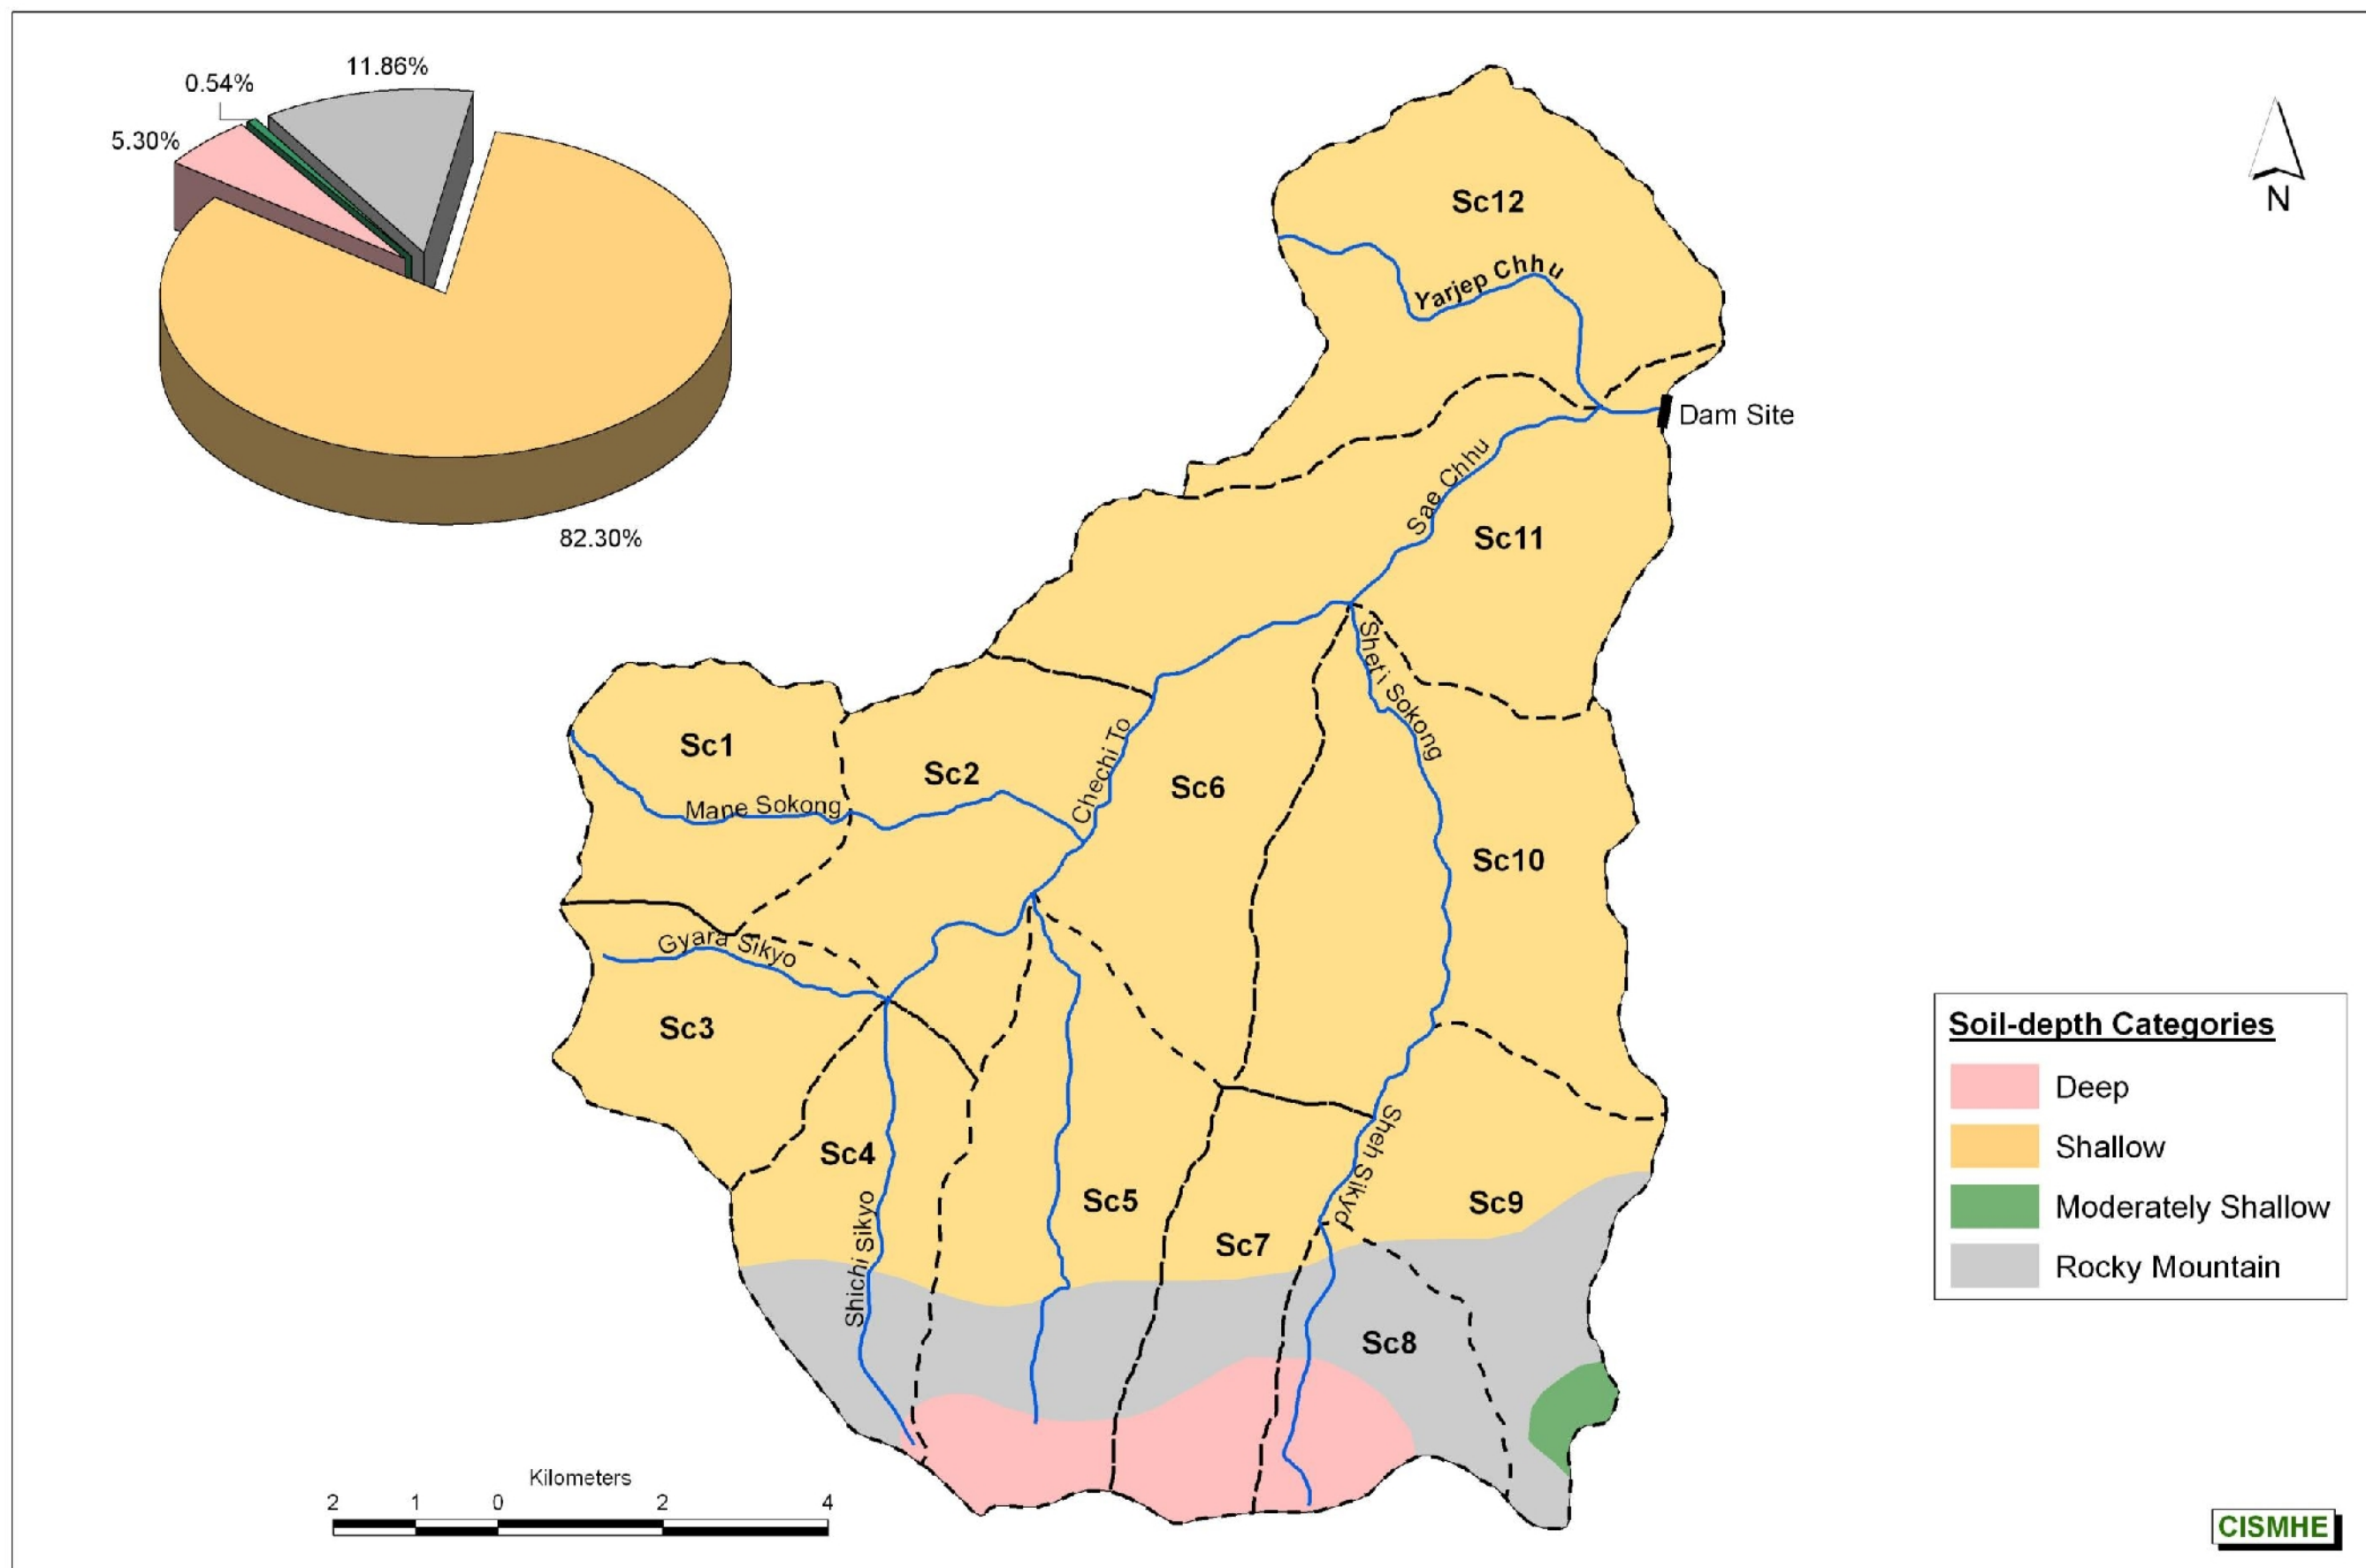 11.86%
0.54%
5.30%
82.30%
N
Sc12
Yarjep Chhu
Dam Site
Sae Chhu
Sc11
Sheti Sokong
Sc1
Sc2
Chechi To
Sc6
Mane Sokong
Sc10
Gyara Sikyo
Sc3
Sc4
Sc5
Sheh Sikyo
Sc9
Sc7
Shichi Sikyo
Sc8
Soil-depth Categories
Deep
Shallow
Moderately Shallow
Rocky Mountain
Kilometers
2 1 0 2 4
CISMHE